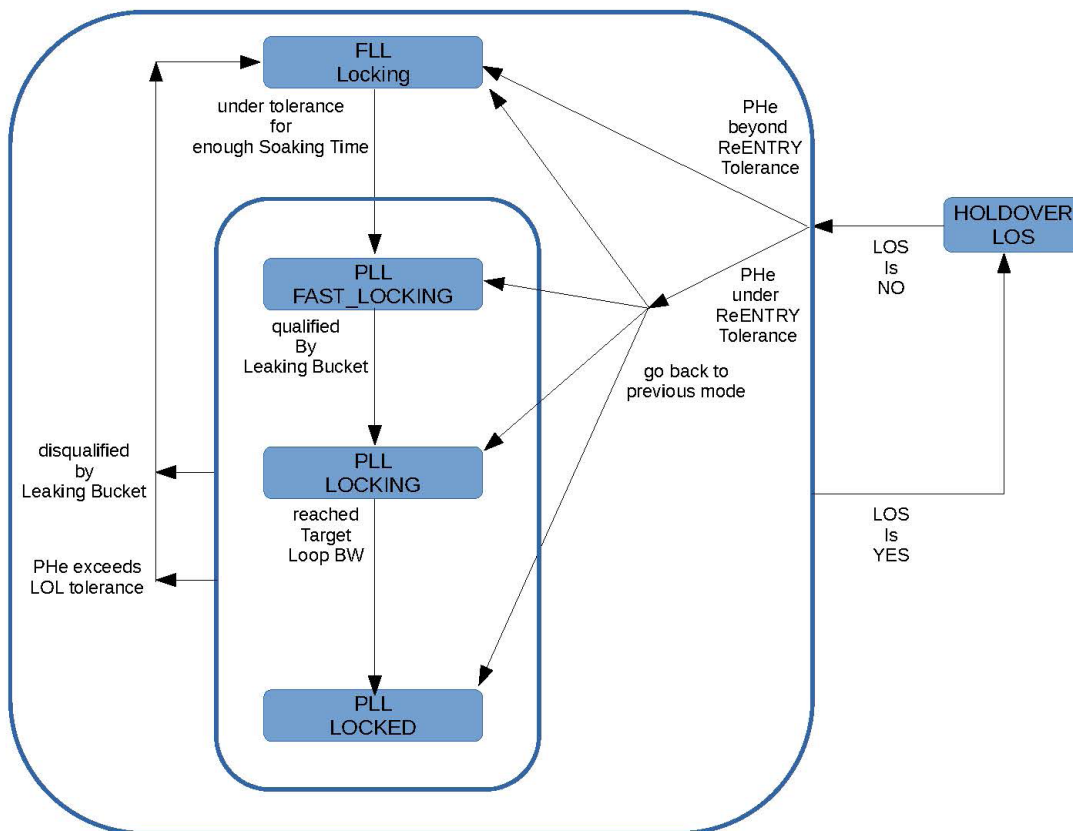 FLL
Locking
under tolerance
for
enough Soaking Time
PHe
beyond
ReENTRY
Tolerance
HOLDOVER
LOS
LOS
Is
NO
PLL
FAST_LOCKING
PHe
under
ReENTRY
Tolerance
qualified
By
Leaking Bucket
go back to
previous mode
disqualified
by
Leaking Bucket
PLL
LOCKING
reached
Target
Loop BW
LOS
Is
YES
PHe exceeds
LOL tolerance
PLL
LOCKED